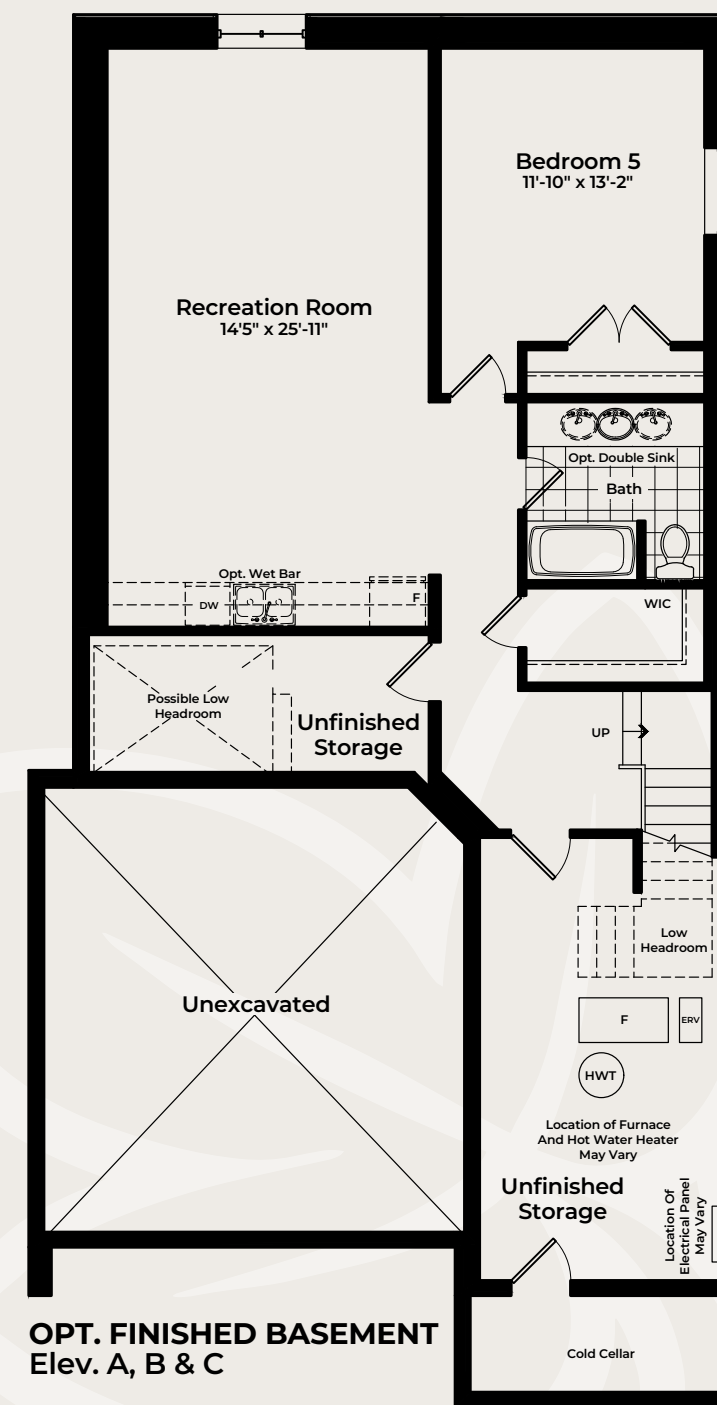 Bedroom 5
11'-10" x 13'-2"
Recreation Room
14'5" x 25'-11"
Opt. Double Sink
Bath
Opt. Wet Bar
DW
F
WIC
Possible Low
Headroom
Unfinished
Storage
UP
Low
Headroom
Unexcavated
F
ERV
HWT
Location of Furnace
And Hot Water Heater
May Vary
Unfinished
Storage
Location Of
Electrical Panel
May Vary
OPT. FINISHED BASEMENT
Elev. A, B & C
Cold Cellar